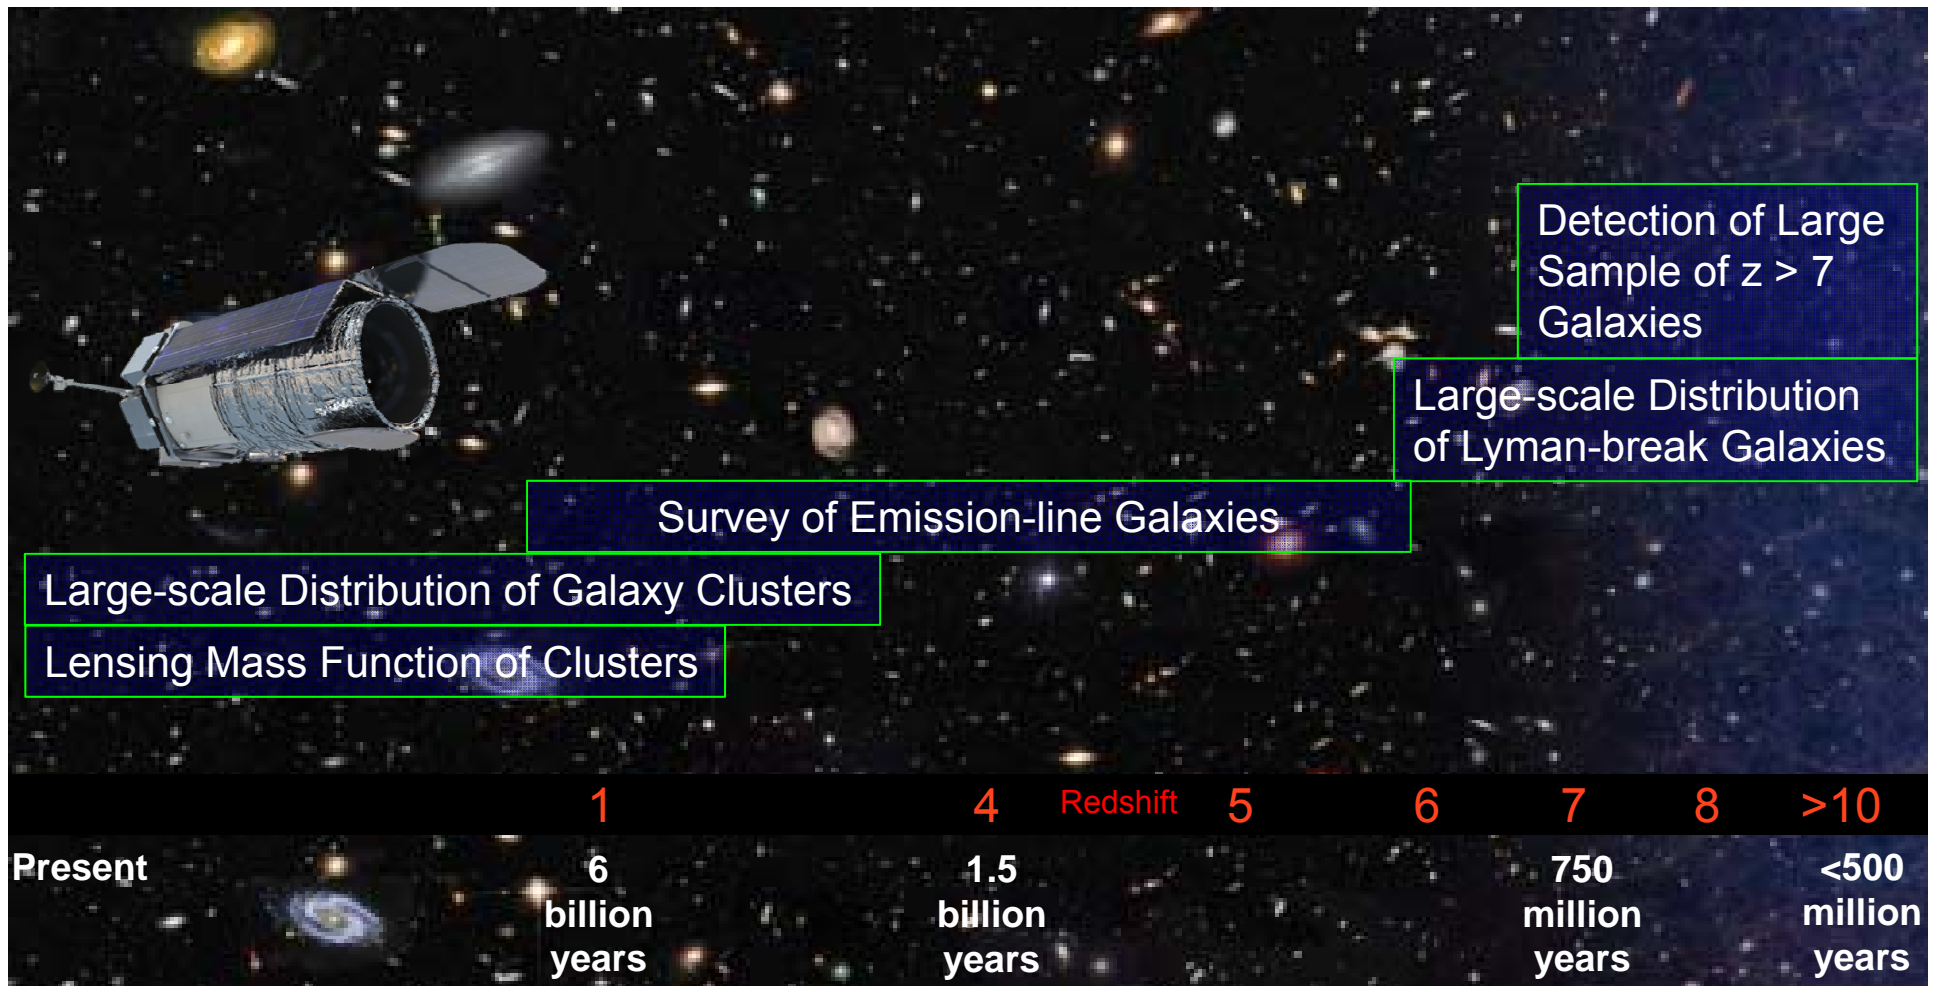 Detection of Large
Sample of z > 7
Galaxies
Large-scale Distribution
of Lyman-break Galaxies
Survey of Emission-line Galaxies
Large-scale Distribution of Galaxy Clusters
Lensing Mass Function of Clusters
1 4 Redshift 5 6 7 8 >10
Present
6
billion
years
1.5
billion
years
750
million
years
<500
million
years